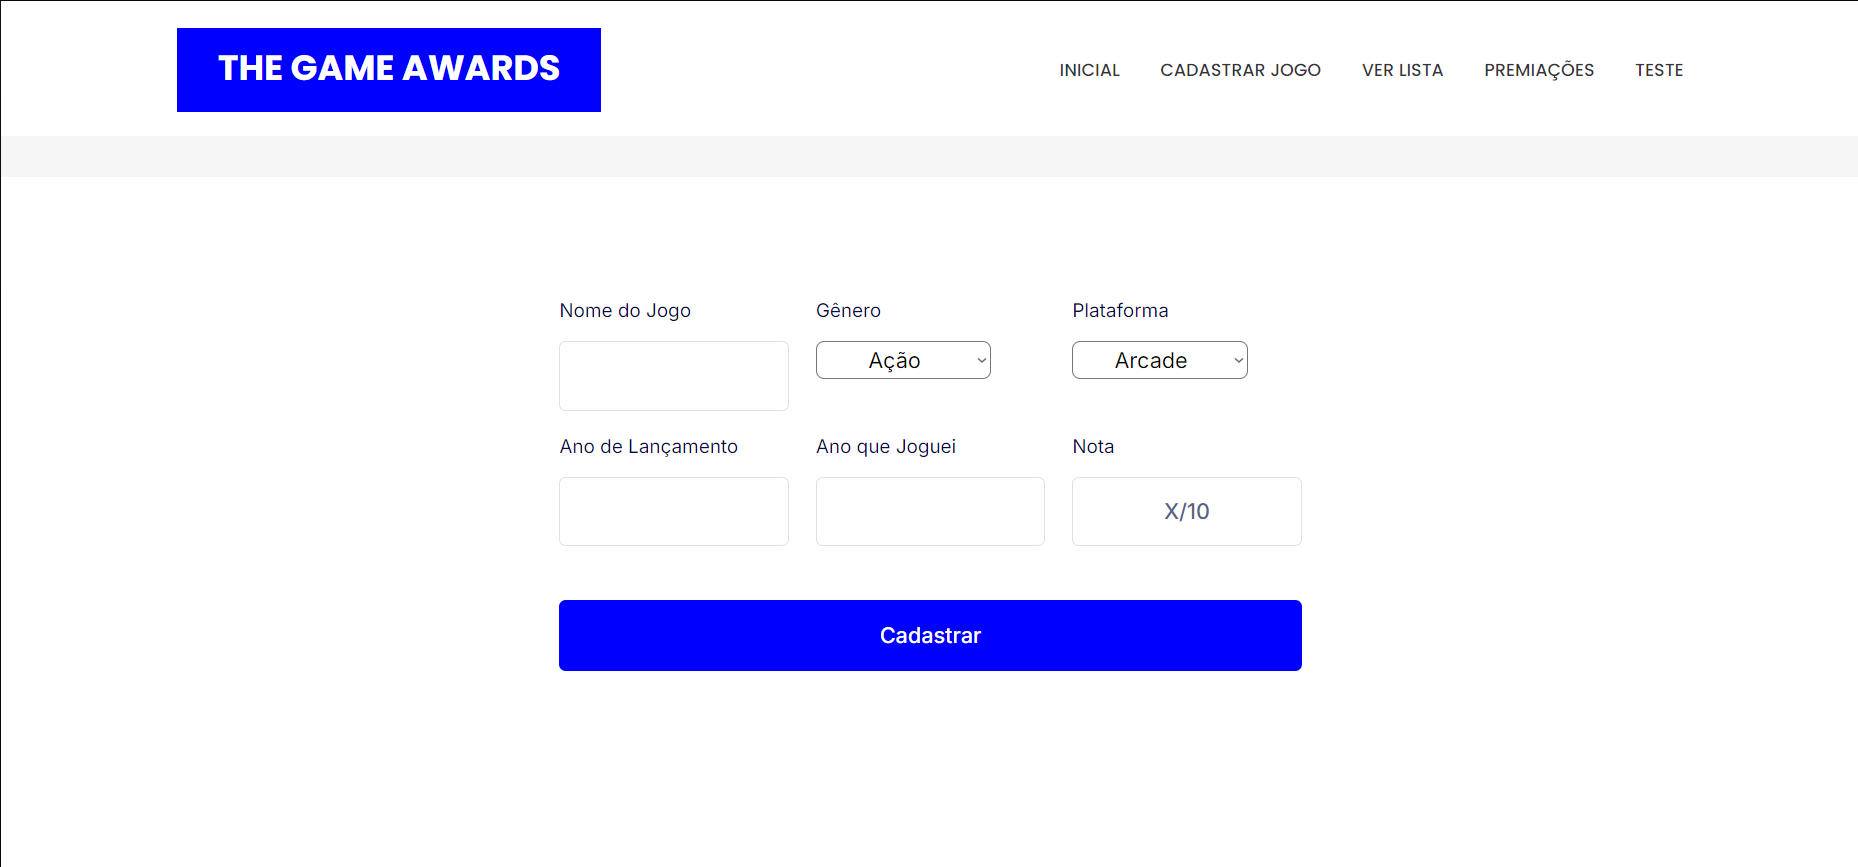 THE GAME AWARDS
INICIAL CADASTRAR JOGO VER LISTA PREMIAÇÕES TESTE
Nome do Jogo Gênero Plataforma
Ação Arcade
Ano de Lançamento Ano que Joguei Nota
X/10
Cadastrar